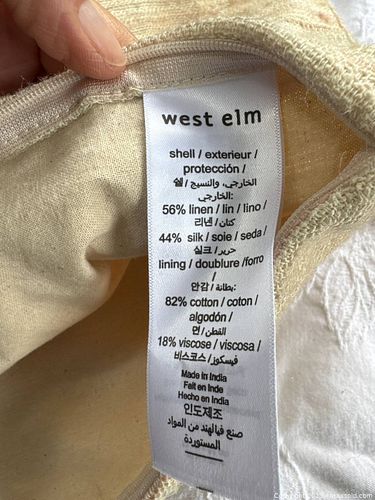 west elm
shell / exterieur /
protección /
쉘 / الخارجي، والنسيج
الخارجي:
56% linen / lin / lino /
리넨 / كتان
44% silk / soie / seda /
실크 / حرير
lining / doublure /forro
/
안감 / بطانة:
82% cotton / coton /
algodón /
면 / القطن
18% viscose / viscosa /
비스코스 / فيسكوز
Made in India
Fait en Inde
Hecho en India
인도제조
صنع فيالهند من المواد
المستوردة